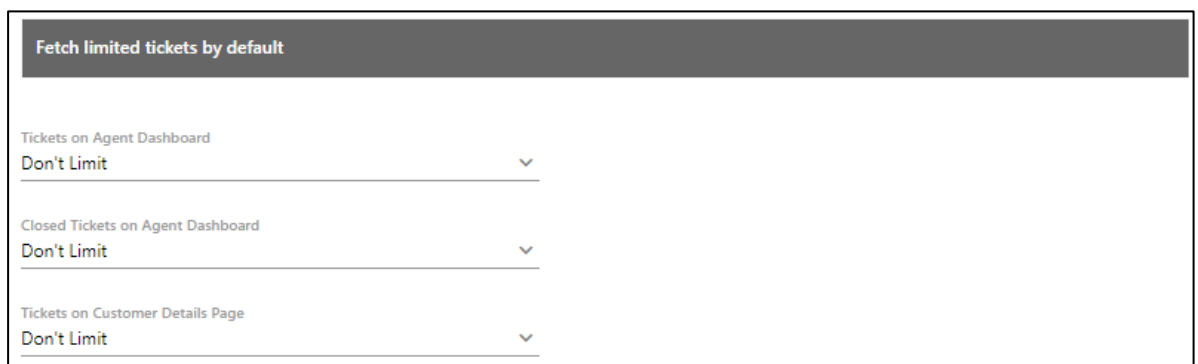 Fetch limited tickets by default
Tickets on Agent Dashboard
Don't Limit
Closed Tickets on Agent Dashboard
Don't Limit
Tickets on Customer Details Page
Don't Limit